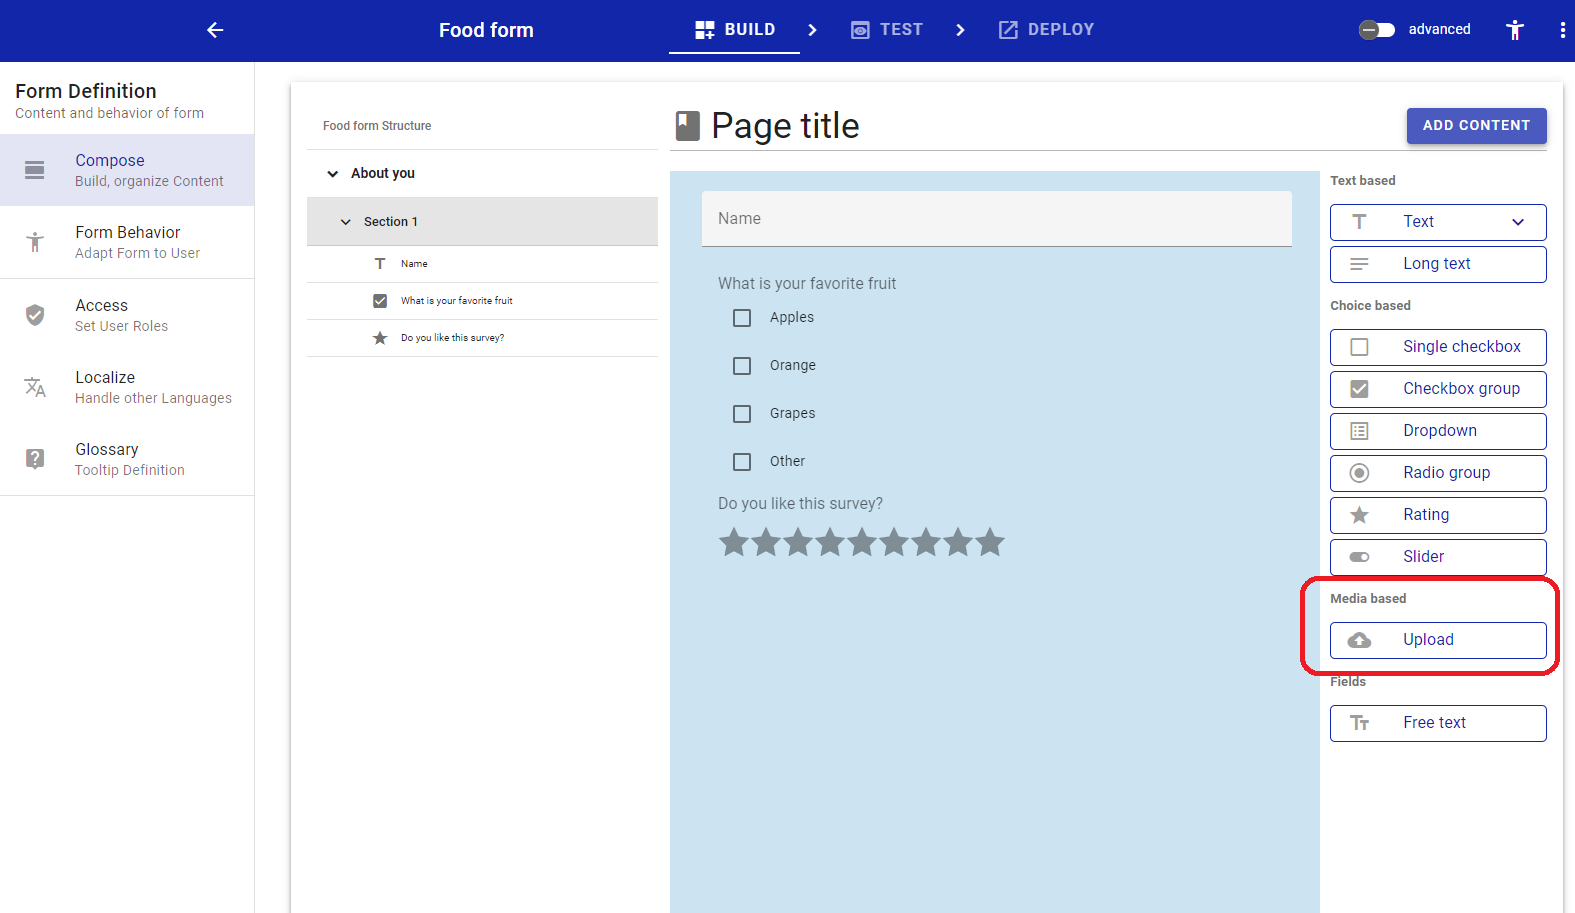 Food form
BUILD
TEST
DEPLOY
advanced
Form Definition
Content and behavior of form
Compose
Build, organize Content
Form Behavior
Adapt Form to User
Access
Set User Roles
Localize
Handle other Languages
Glossary
Tooltip Definition
Food form Structure
About you
Section 1
Name
What is your favorite fruit
Do you like this survey?
Page title
ADD CONTENT
Name
What is your favorite fruit
Apples
Orange
Grapes
Other
Do you like this survey?
Text based
Text
Long text
Choice based
Single checkbox
Checkbox group
Dropdown
Radio group
Rating
Slider
Media based
Upload
Fields
Free text